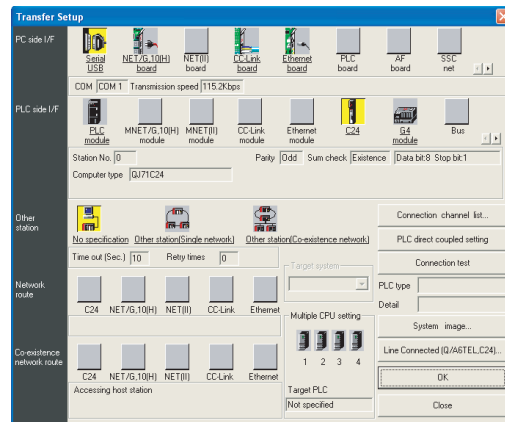 Transfer Setup
PC side I/F
Serial USB
NET/G,10(H) board
NET(II) board
CC-Link board
Ethernet board
PLC board
AF board
SSC net
COM COM 1 Transmission speed 115.2Kbps
PLC side I/F
PLC module
MNET/G,10(H) module
MNET(II) module
CC-Link module
Ethernet module
C24
G4 module
Bus
Station No. 0 Parity Odd Sum check Existence Data bit:8 Stop bit:1
Computer type QJ71C24
Other station
No specification Other station(Single network) Other station(Co-existence network)
Time out (Sec.) 10 Retry times 0
Network route
C24 NET/G,10(H) NET(II) CC-Link Ethernet
Co-existence network route
C24 NET/G,10(H) NET(II) CC-Link Ethernet
Accessing host station
Target system
Multiple CPU setting
1 2 3 4
Target PLC
Not specified
Connection channel list...
PLC direct coupled setting
Connection test
PLC type
Detail
System image...
Line Connected (Q/A6TEL,C24)...
OK
Close